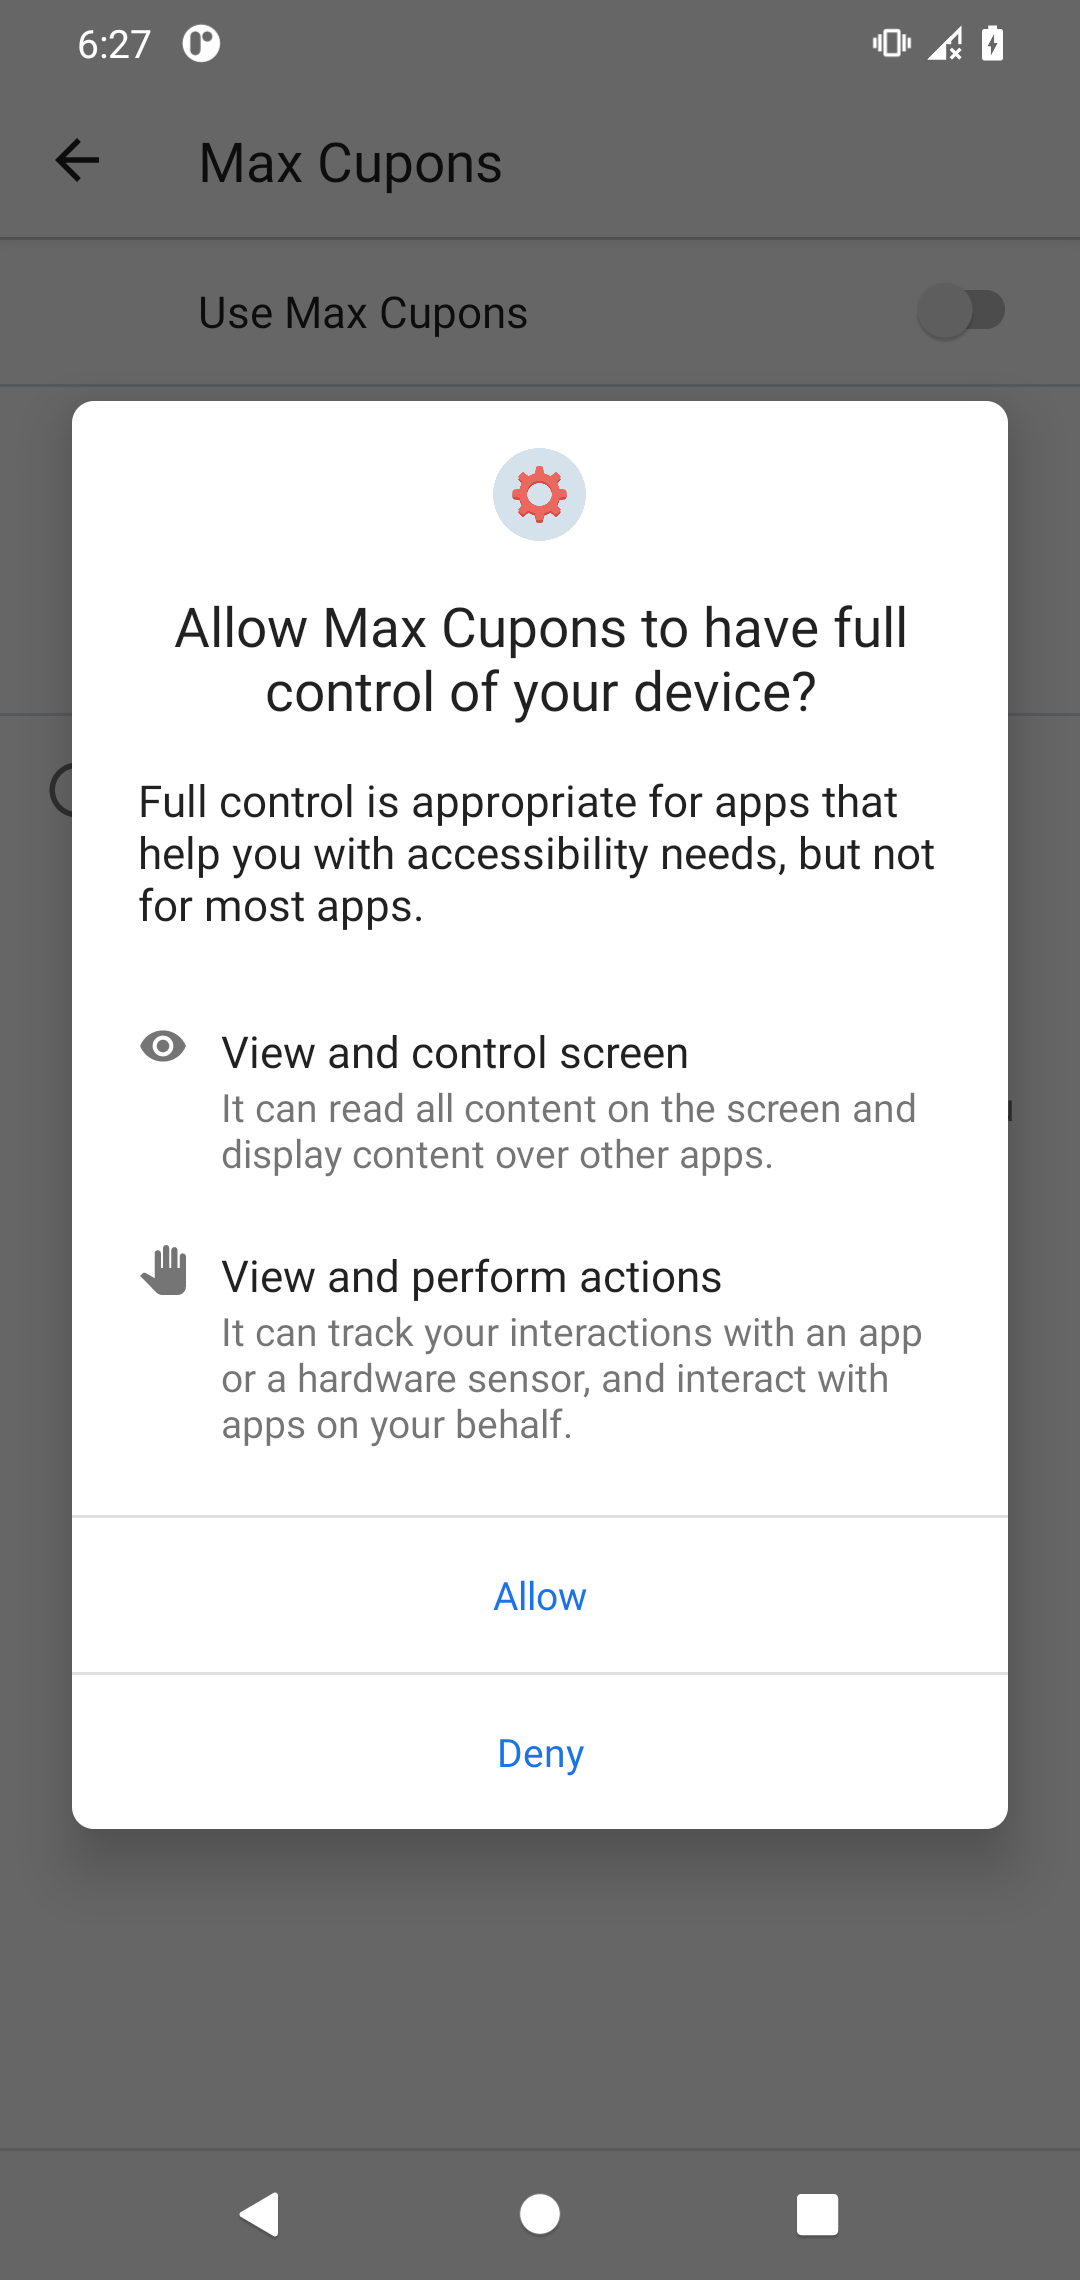 6:27
Max Cupons
Use Max Cupons
Allow Max Cupons to have full
control of your device?
Full control is appropriate for apps that
help you with accessibility needs, but not
for most apps.
View and control screen
It can read all content on the screen and
display content over other apps.
View and perform actions
It can track your interactions with an app
or a hardware sensor, and interact with
apps on your behalf.
Allow
Deny